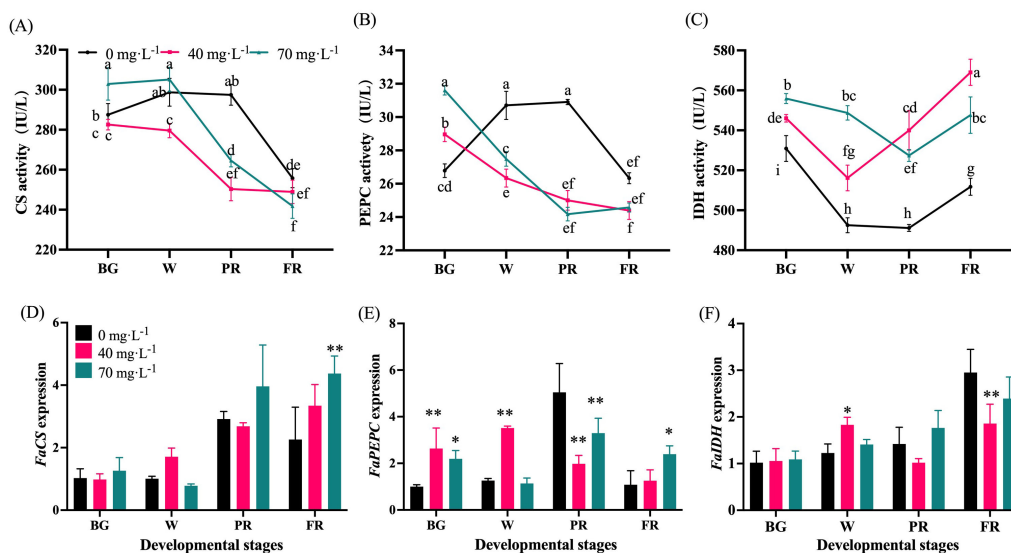 (A)
0 mg·L-1 40 mg·L-1 70 mg·L-1
CS activity (IU/L)
320
300
280
260
240
220
a a ab
b ab
c c c
d
ef
de
ef
f
BG W PR FR
(B)
PEPC activety (IU/L)
34
32
30
28
26
24
22
a a a
b
c
cd
e
ef
ef
ef
ef
f
BG W PR FR
(C)
IDH activity (IU/L)
580
560
540
520
500
480
b bc cd a
de
fg
ef
bc
i
h h g
BG W PR FR
(D)
0 mg·L-1
40 mg·L-1
70 mg·L-1
FaCS expression
6
4
2
0
**
BG W PR FR
Developmental stages
(E)
FaPEPC expression
8
6
4
2
0
** * ** ** ** *
BG W PR FR
Developmental stages
(F)
FaIDH expression
4
3
2
1
0
* **
BG W PR FR
Developmental stages